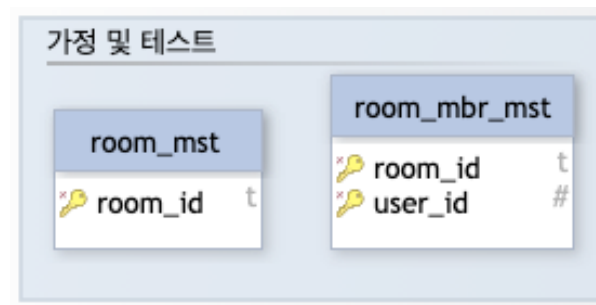 가정 및 테스트
room_mst
room_id t
room_mbr_mst
room_id t
user_id #